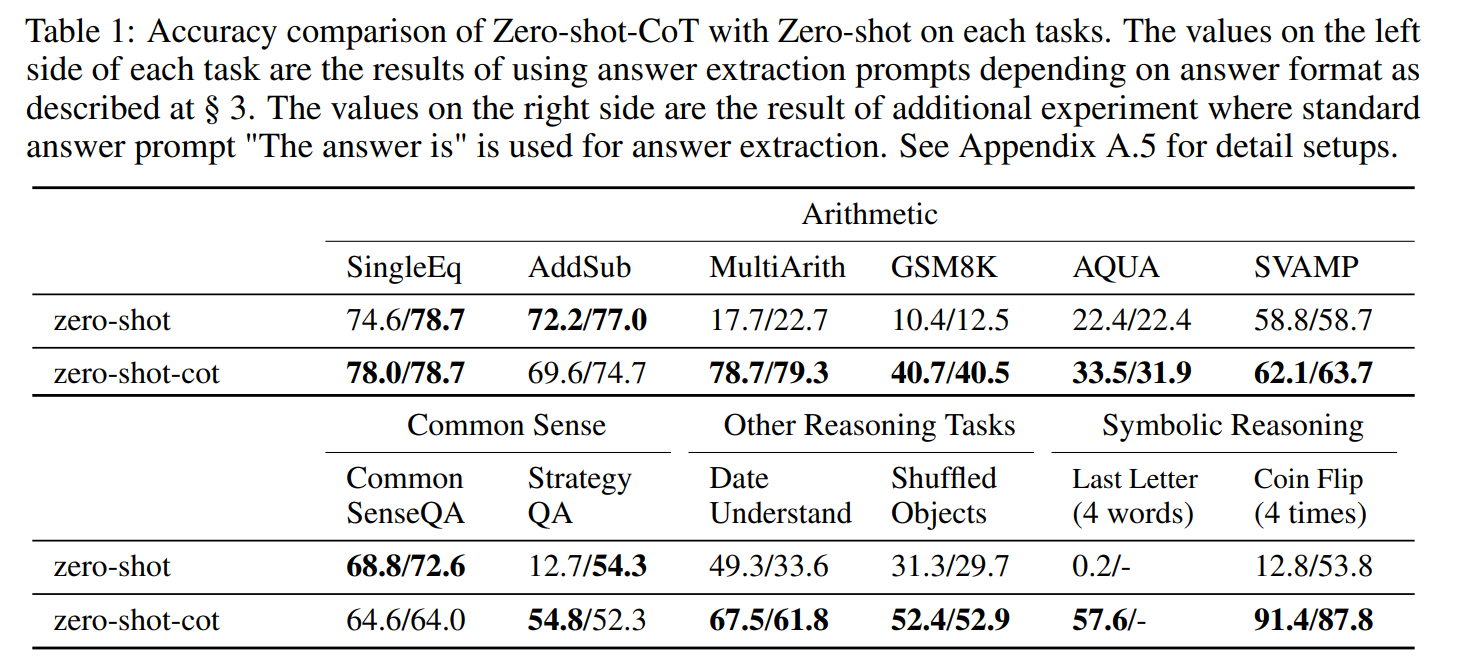 Table 1: Accuracy comparison of Zero-shot-CoT with Zero-shot on each tasks. The values on the left
side of each task are the results of using answer extraction prompts depending on answer format as
described at § 3. The values on the right side are the result of additional experiment where standard
answer prompt "The answer is" is used for answer extraction. See Appendix A.5 for detail setups.
Arithmetic
SingleEq AddSub MultiArith GSM8K AQUA SVAMP
zero-shot 74.6/78.7 72.2/77.0 17.7/22.7 10.4/12.5 22.4/22.4 58.8/58.7
zero-shot-cot 78.0/78.7 69.6/74.7 78.7/79.3 40.7/40.5 33.5/31.9 62.1/63.7
Common Sense Other Reasoning Tasks Symbolic Reasoning
Common Strategy Date Shuffled Last Letter Coin Flip
SenseQA QA Understand Objects (4 words) (4 times)
zero-shot 68.8/72.6 12.7/54.3 49.3/33.6 31.3/29.7 0.2/- 12.8/53.8
zero-shot-cot 64.6/64.0 54.8/52.3 67.5/61.8 52.4/52.9 57.6/- 91.4/87.8